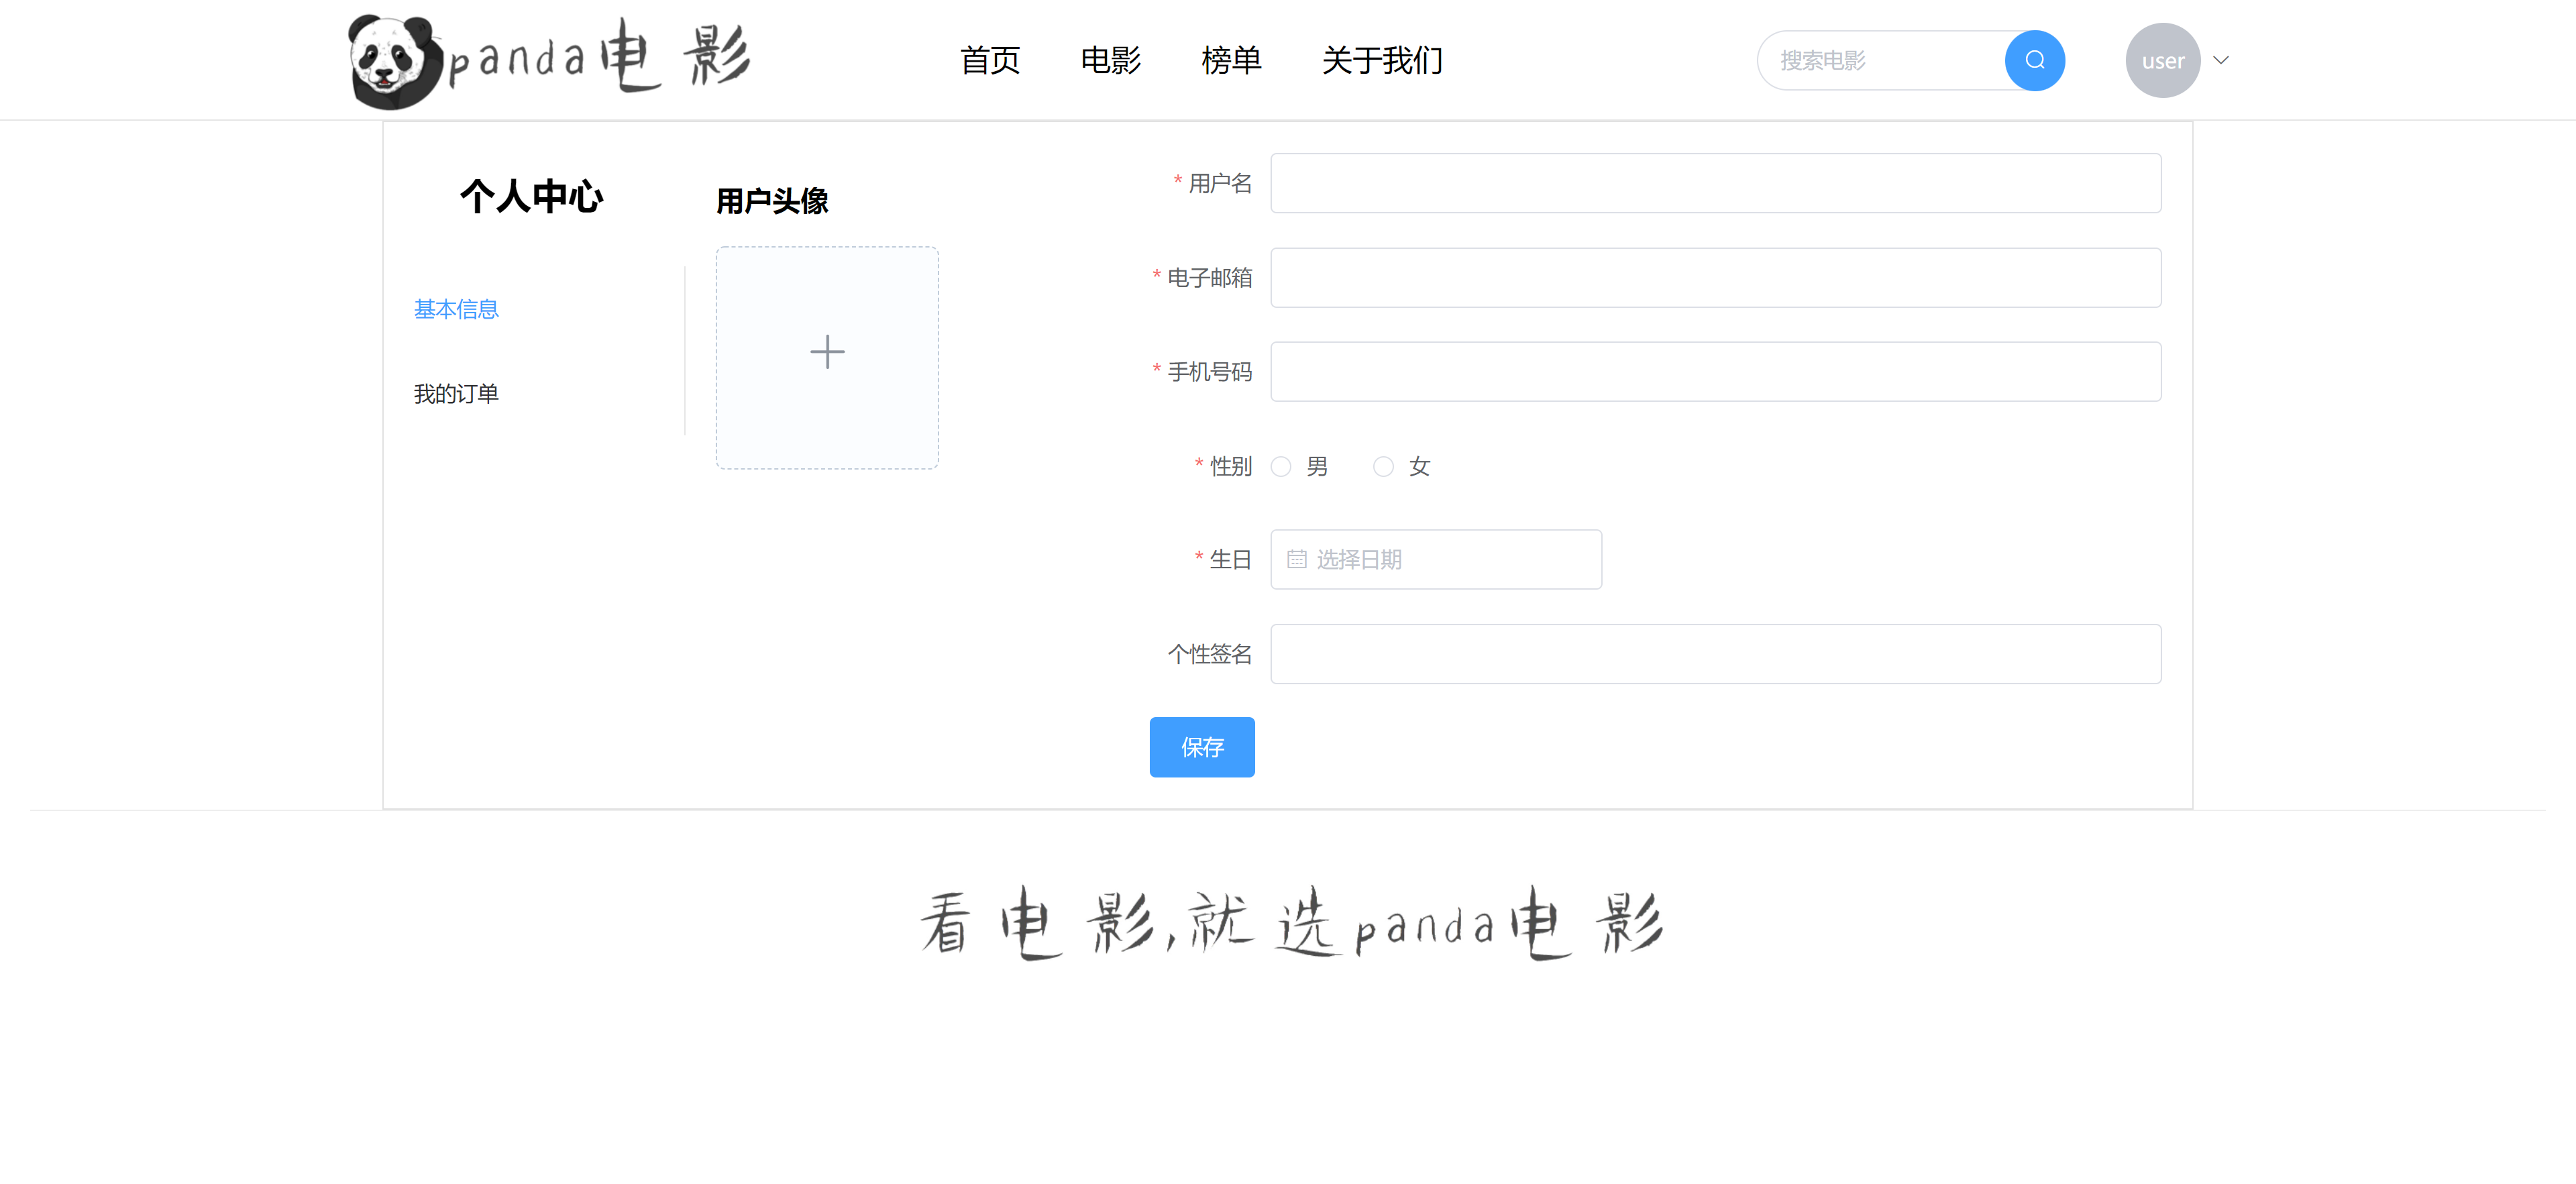 panda电影
首页 电影 榜单 关于我们
搜索电影
user
个人中心
基本信息
我的订单
用户头像
* 用户名
* 电子邮箱
* 手机号码
* 性别 男 女
* 生日 选择日期
个性签名
保存
看电影,就选panda电影